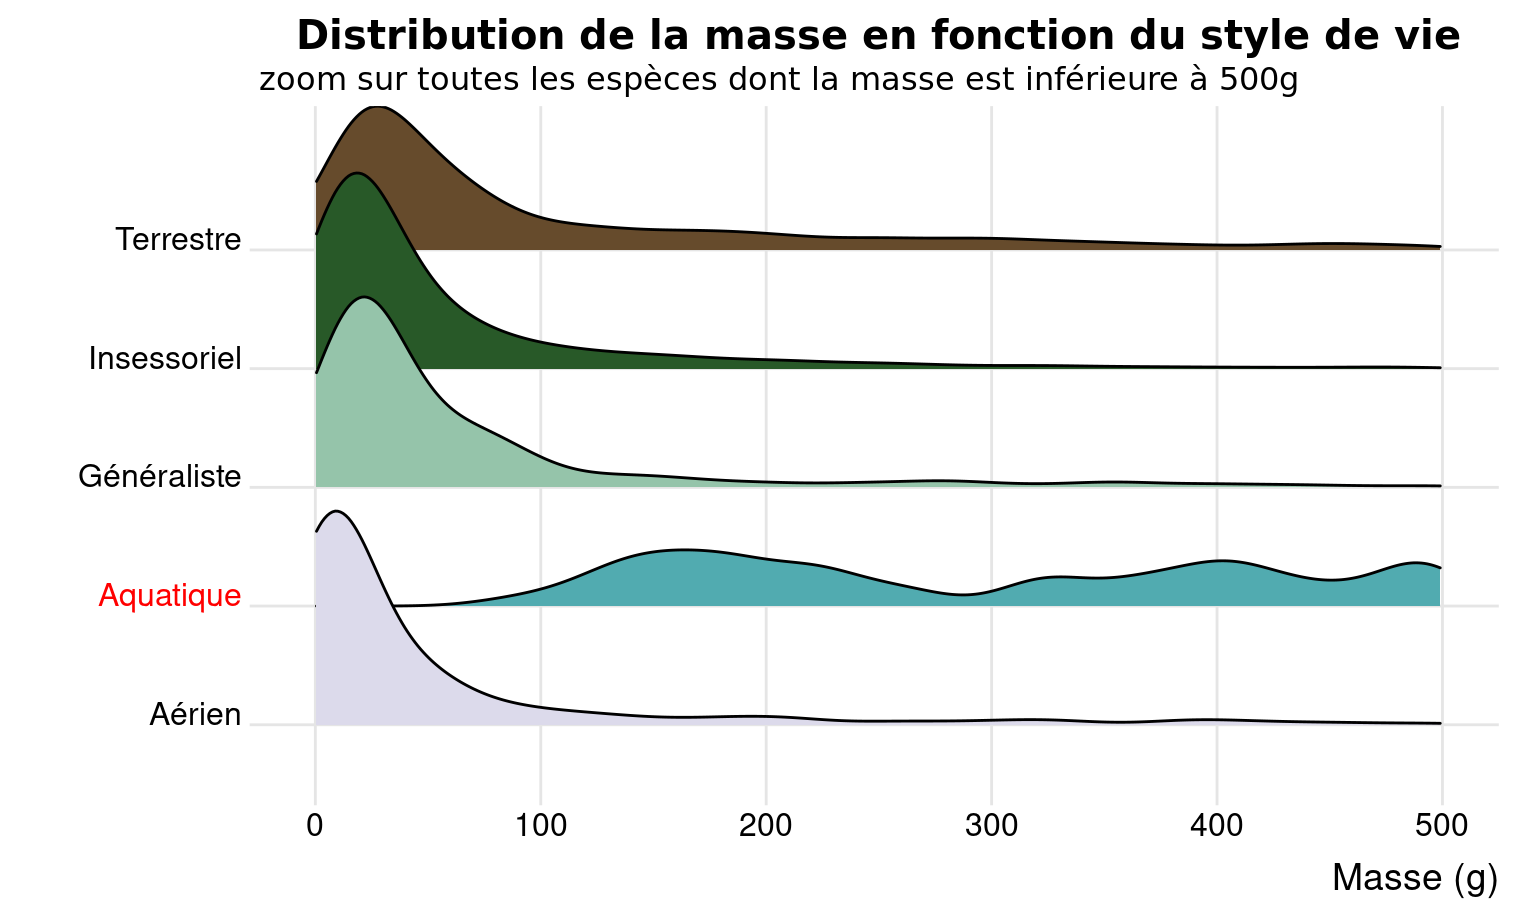 Distribution de la masse en fonction du style de vie
zoom sur toutes les espèces dont la masse est inférieure à 500g
Terrestre
Insessoriel
Généraliste
Aquatique
Aérien
0 100 200 300 400 500
Masse (g)